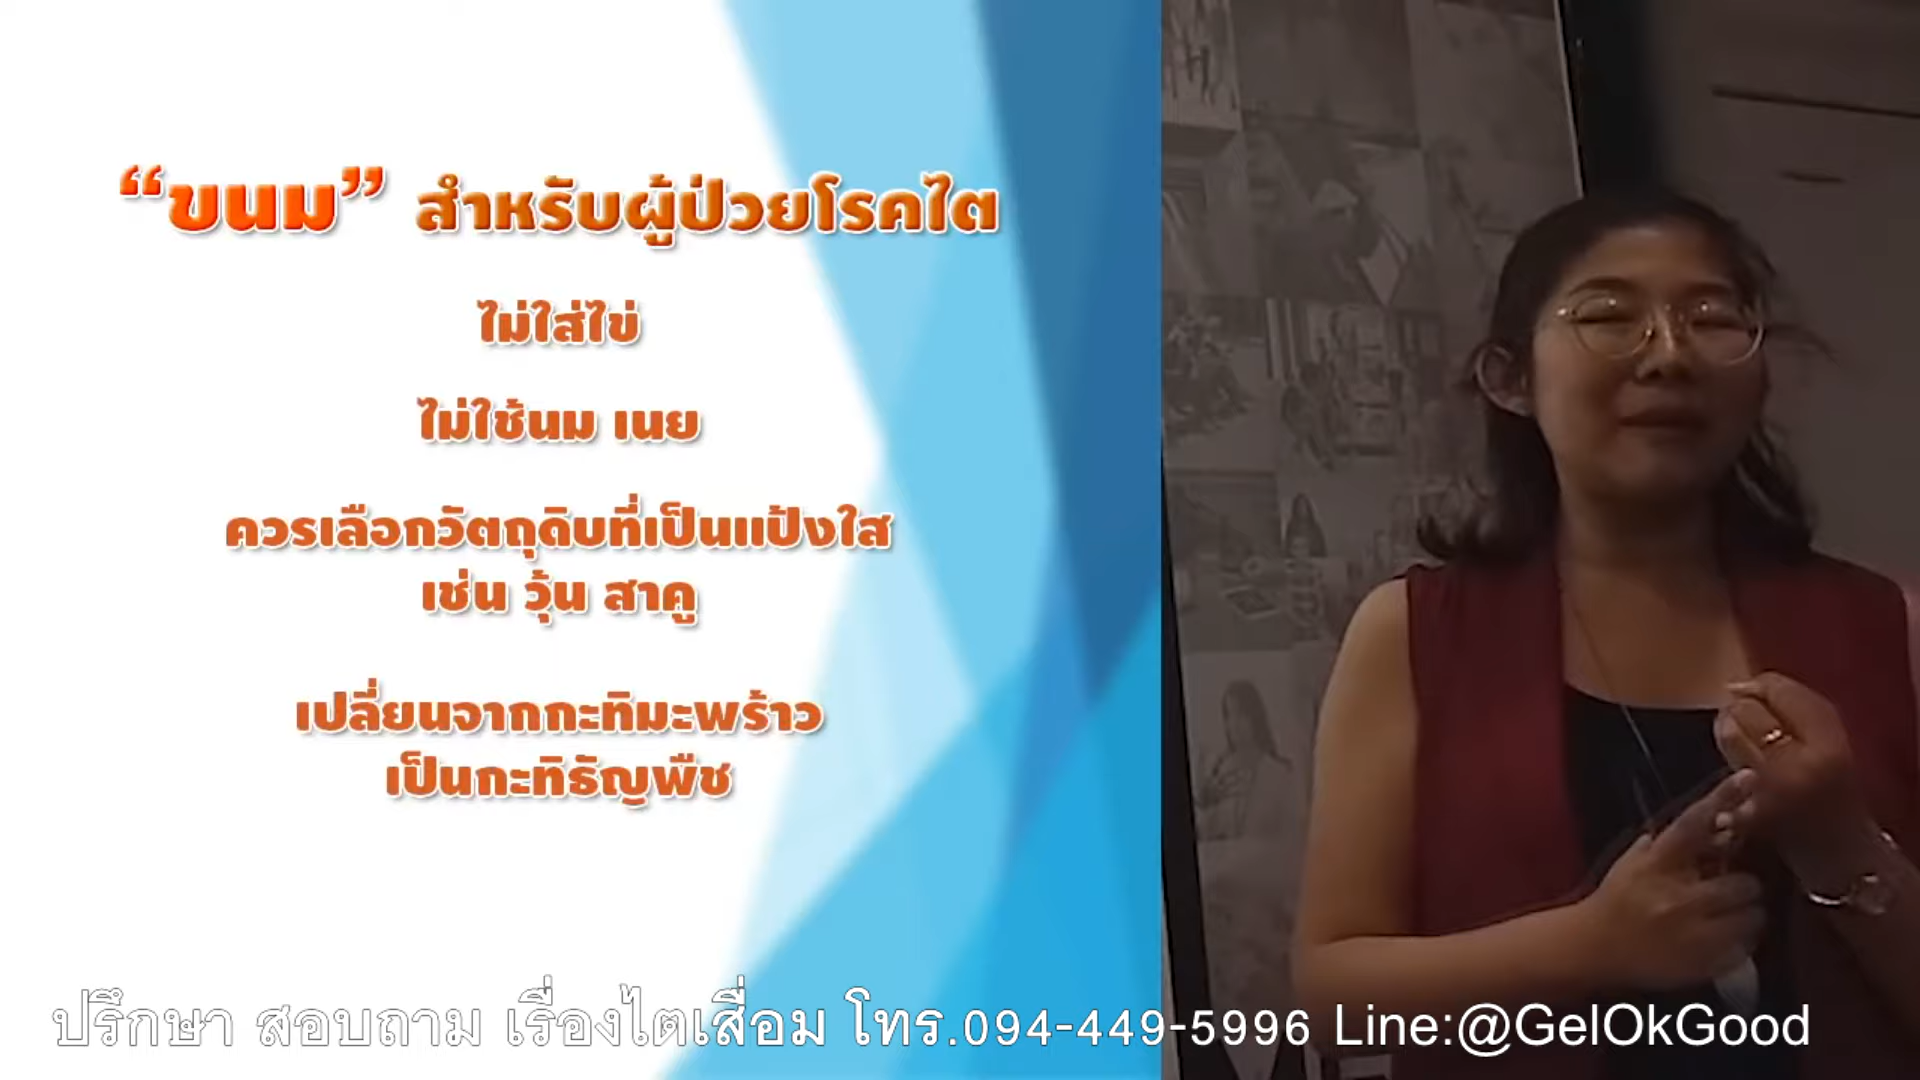 “ขนม” สำหรับผู้ป่วยโรคไต
ไม่ใส่ไข่
ไม่ใช้นม เนย
ควรเลือกวัตถุดิบที่เป็นแป้งใส
เช่น วุ้น สาคู
เปลี่ยนจากกะทิมะพร้าว
เป็นกะทิธัญพืช
ปรึกษา สอบถาม เรื่องไตเสื่อม โทร.094-449-5996 Line:@GelOkGood